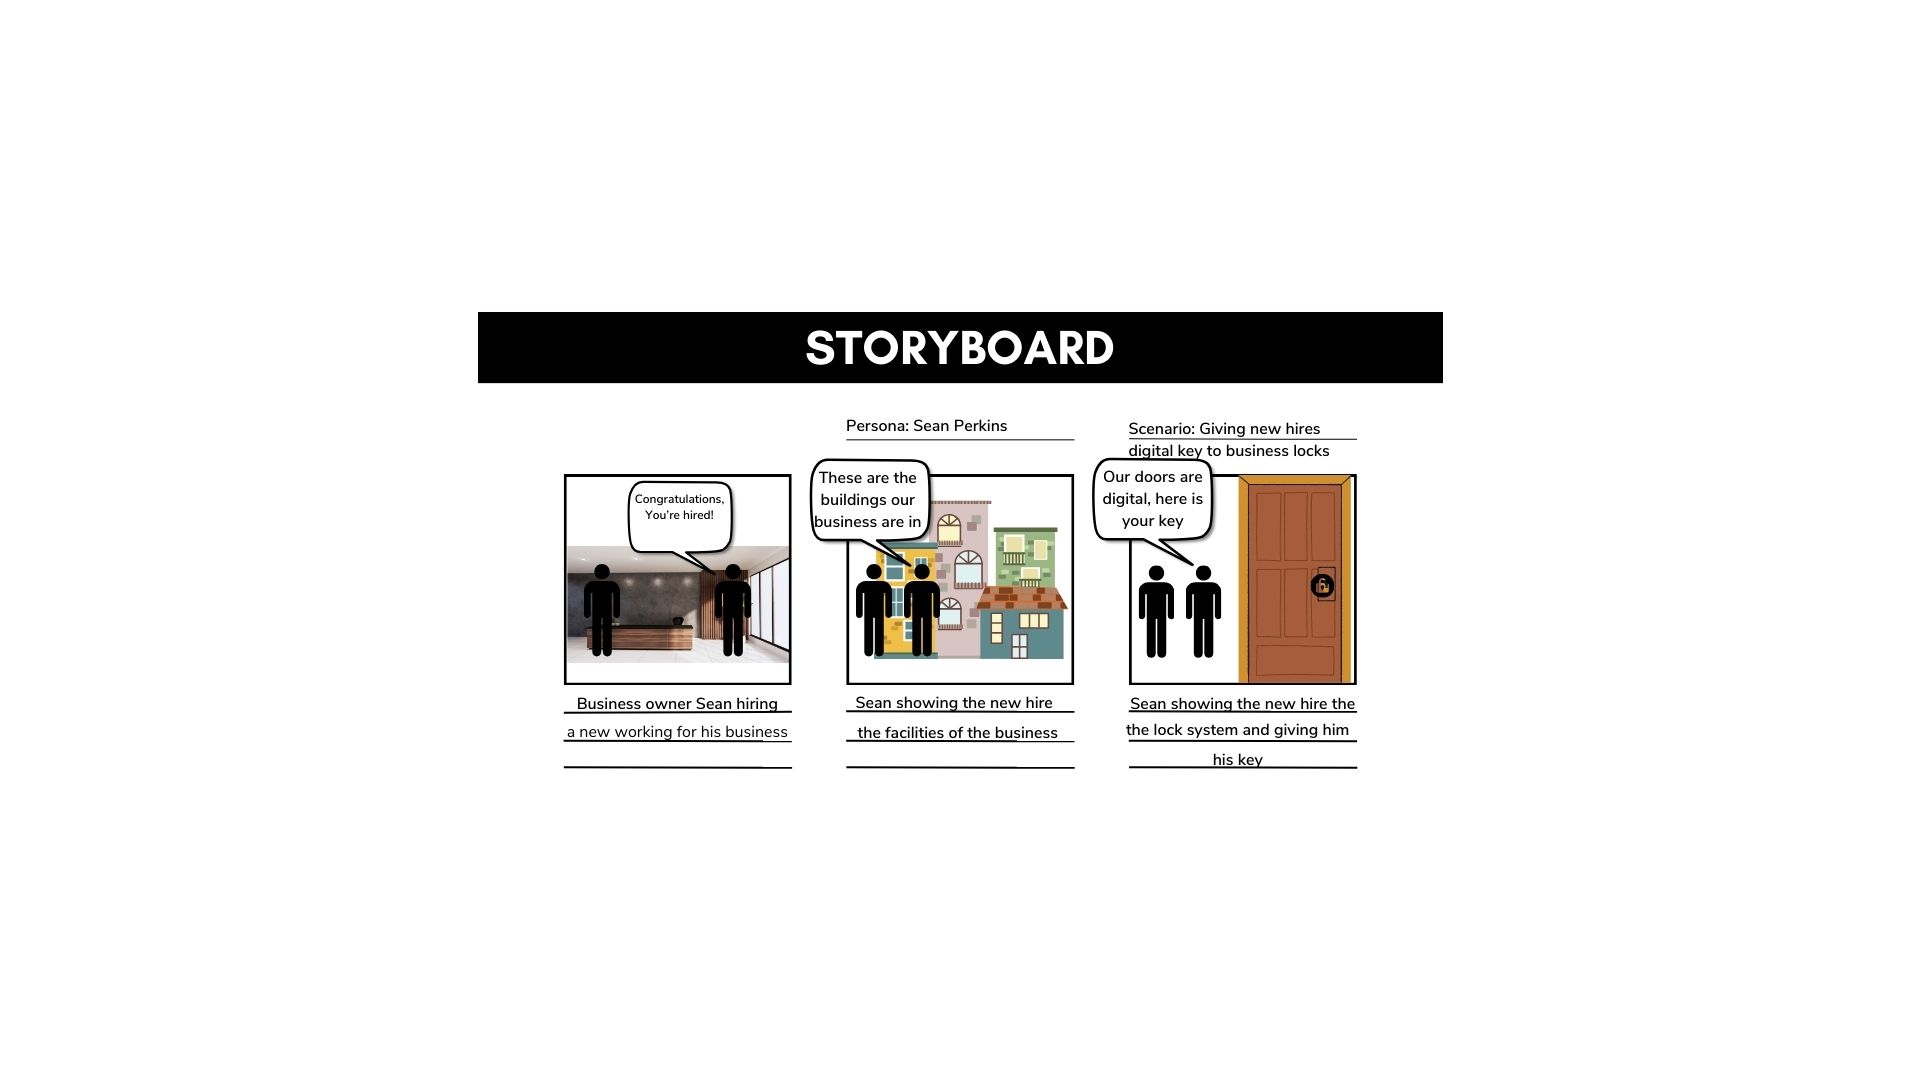 STORYBOARD
Persona: Sean Perkins
Scenario: Giving new hires
digital key to business locks
Congratulations,
You're hired!
These are the
buildings our
business are in
Our doors are
digital, here is
your key
Business owner Sean hiring
a new working for his business
Sean showing the new hire
the facilities of the business
Sean showing the new hire the
the lock system and giving him
his key